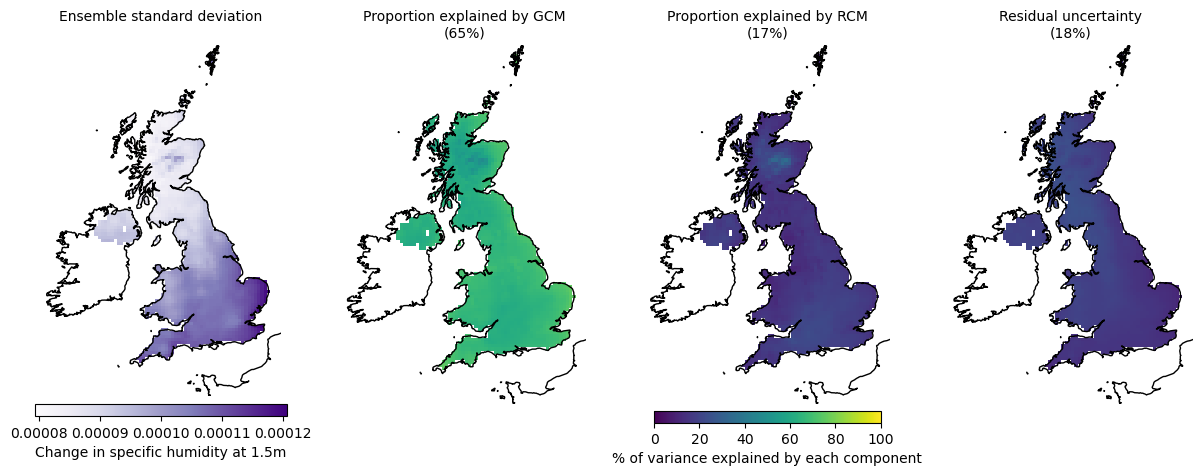 Ensemble standard deviation
Proportion explained by GCM
(65%)
Proportion explained by RCM
(17%)
Residual uncertainty
(18%)
0.00008 0.00009 0.00010 0.00011 0.00012
Change in specific humidity at 1.5m
0 20 40 60 80 100
% of variance explained by each component